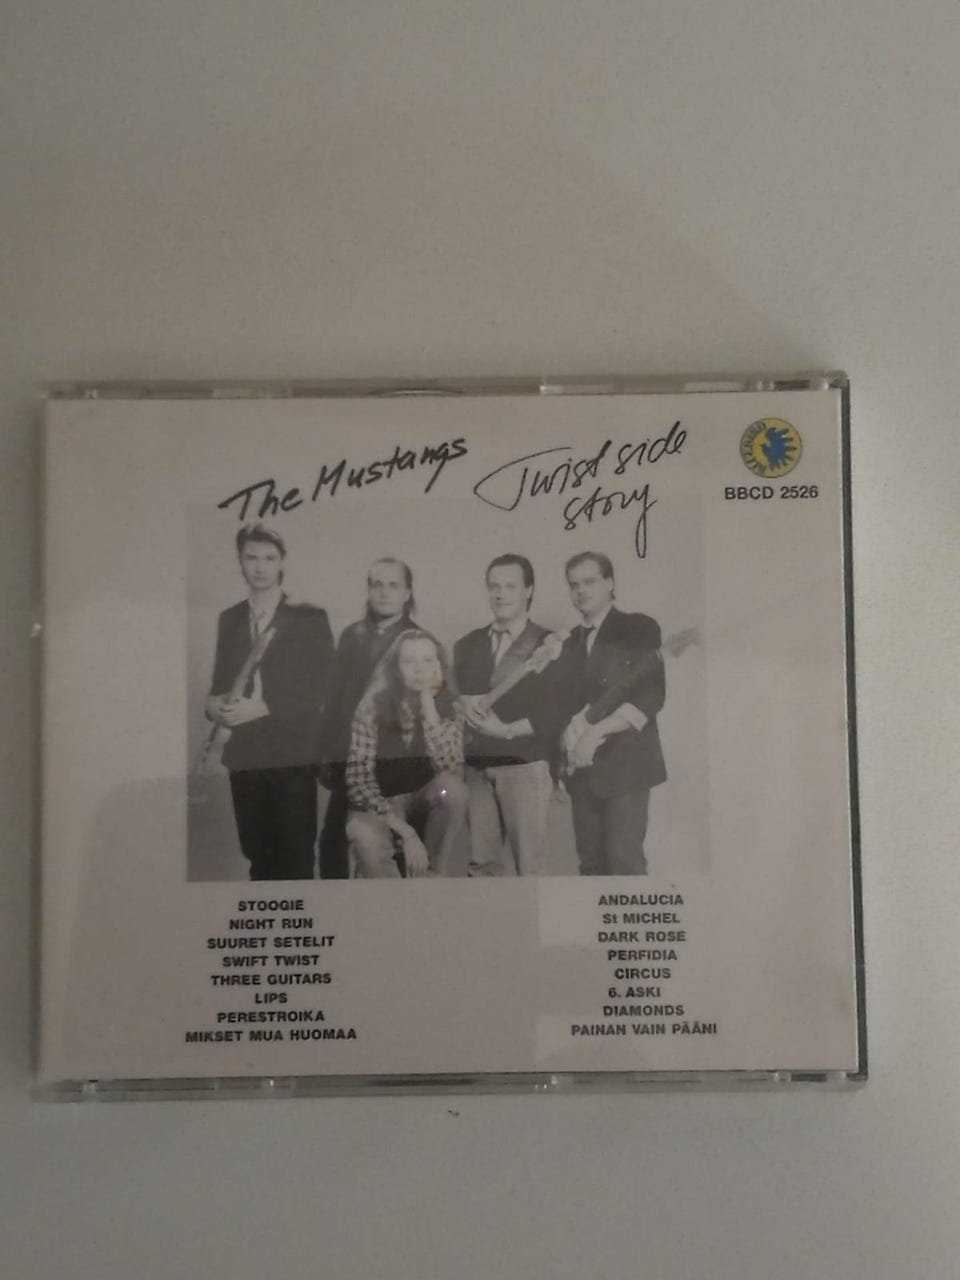 The Mustangs
Twist side
story
BLUEBIRD
BBCD 2526
STOOGIE
NIGHT RUN
SUURET SETELIT
SWIFT TWIST
THREE GUITARS
LIPS
PERESTROIKA
MIKSET MUA HUOMAA
ANDALUCIA
St MICHEL
DARK ROSE
PERFIDIA
CIRCUS
6. ASKI
DIAMONDS
PAINAN VAIN PÄÄNI